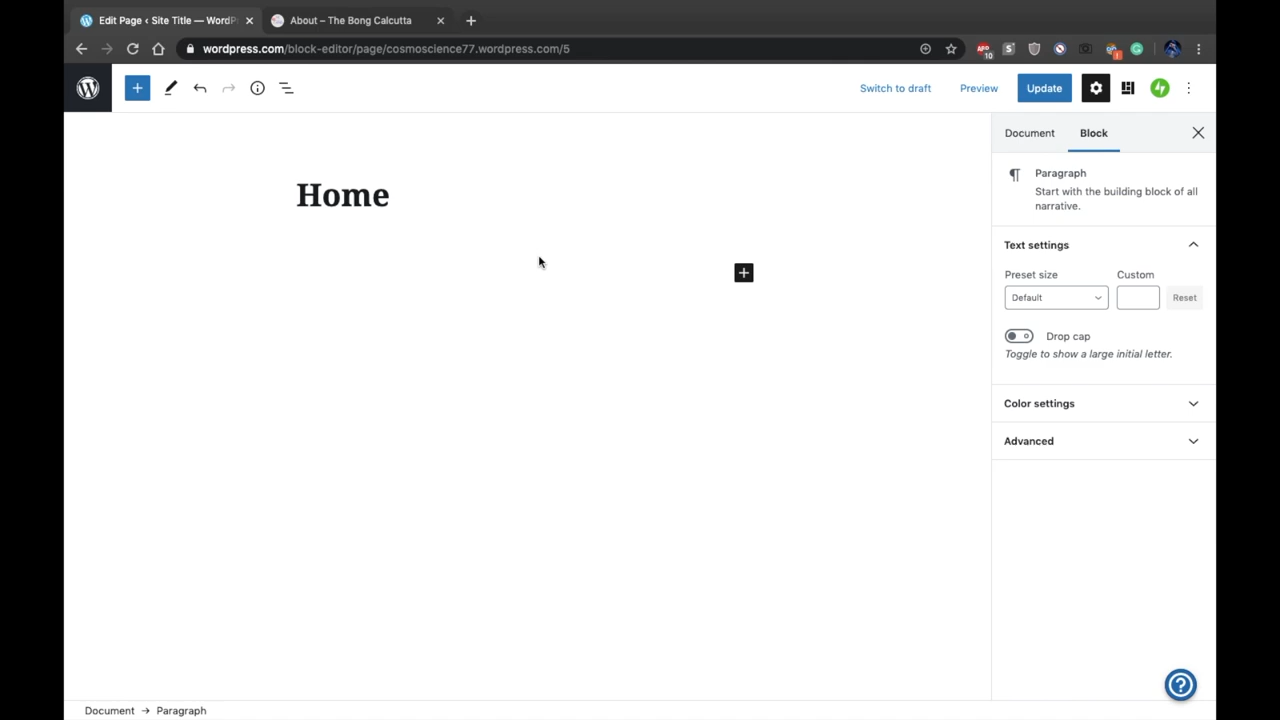 Edit Page ‹ Site Title — WordP
About – The Bong Calcutta
wordpress.com/block-editor/page/cosmoscience77.wordpress.com/5
Switch to draft
Preview
Update
Document
Block
Home
Paragraph
Start with the building block of all
narrative.
Text settings
Preset size
Custom
Default
Reset
Drop cap
Toggle to show a large initial letter.
Color settings
Advanced
Document → Paragraph